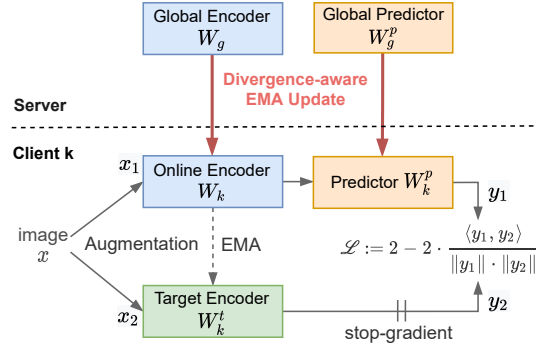 Global Encoder
W_g
Global Predictor
W_g^p
Divergence-aware
EMA Update
Server
Client k
x_1
Online Encoder
W_k
Predictor W_k^p
y_1
image
x
Augmentation
EMA
ℒ := 2 − 2 · ⟨y_1, y_2⟩ / ‖y_1‖ · ‖y_2‖
x_2
Target Encoder
W_k^t
y_2
stop-gradient